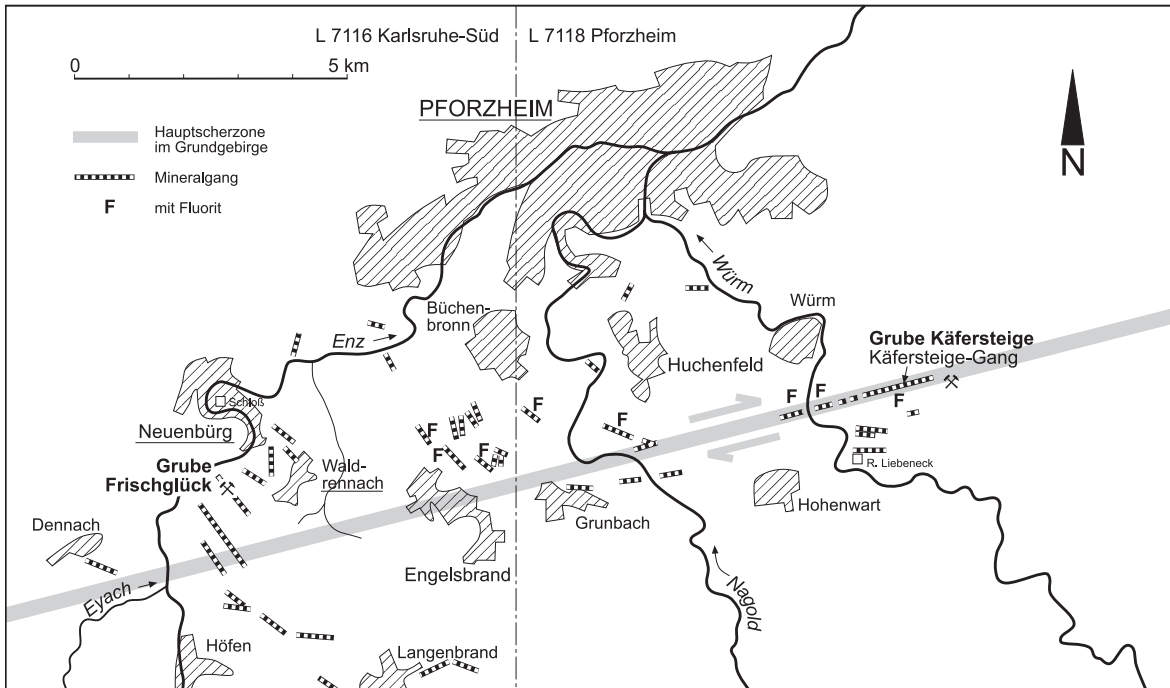 L 7116 Karlsruhe-Süd
L 7118 Pforzheim
0
5 km
PFORZHEIM
Hauptscherzone
im Grundgebirge
Mineralgang
F
mit Fluorit
N
Würm
Büchen-
bronn
Enz
Würm
Huchenfeld
Grube Käfersteige
Käfersteige-Gang
Schloß
Neuenbürg
F
F
F
F
F
F
F
F
Grube
Frischglück
Wald-
rennach
R. Liebeneck
Hohenwart
Grunbach
Dennach
Engelsbrand
Eyach
Nagold
Höfen
Langenbrand